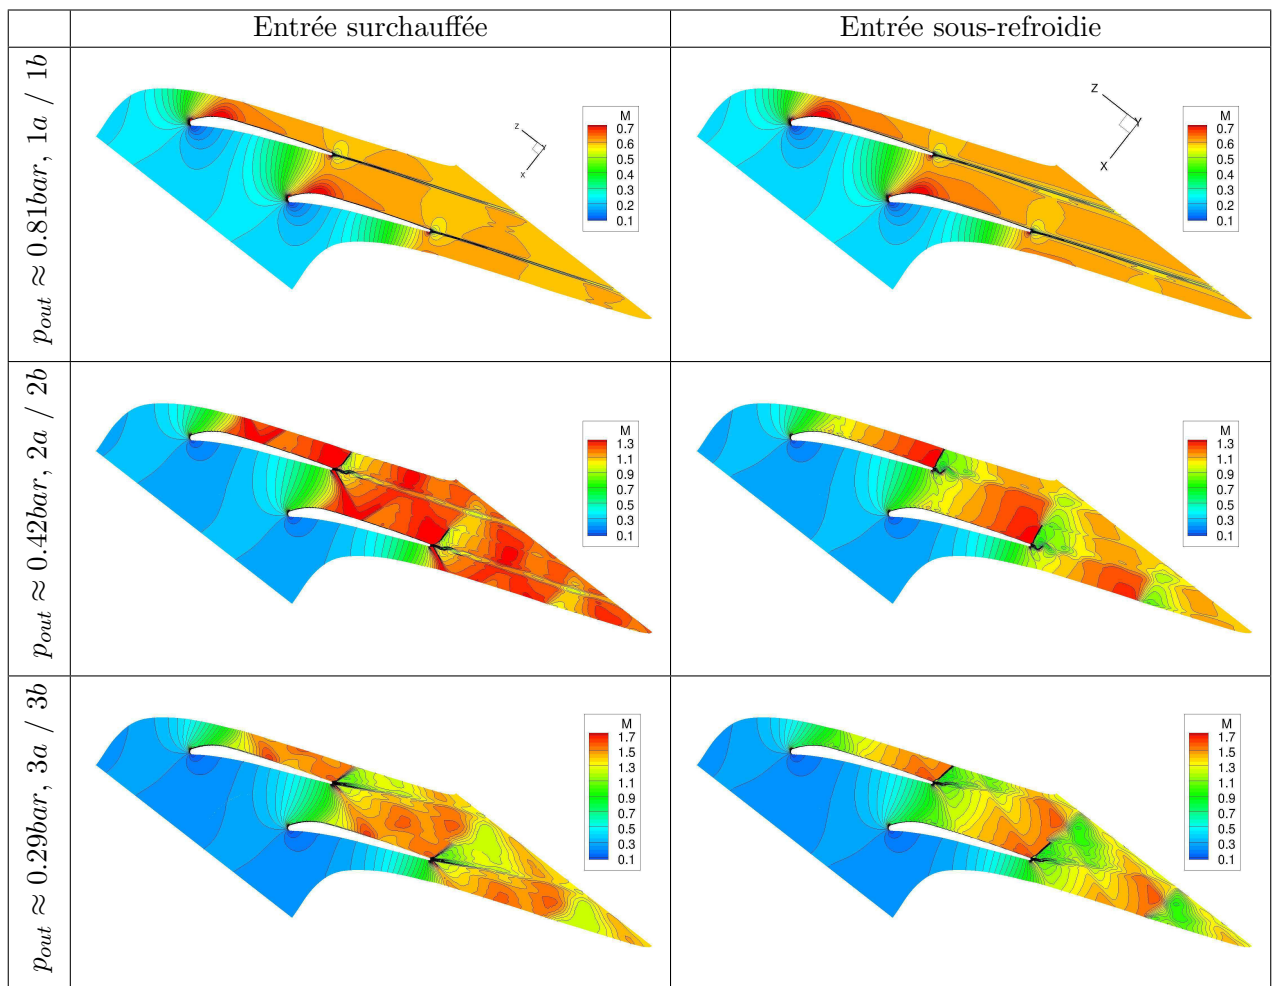 Entrée surchauffée
Entrée sous-refroidie
p_out ≈ 0.81bar, 1a / 1b
M
0.7
0.6
0.5
0.4
0.3
0.2
0.1
z
x
M
0.7
0.6
0.5
0.4
0.3
0.2
0.1
Z
Y
X
p_out ≈ 0.42bar, 2a / 2b
M
1.3
1.1
0.9
0.7
0.5
0.3
0.1
M
1.3
1.1
0.9
0.7
0.5
0.3
0.1
p_out ≈ 0.29bar, 3a / 3b
M
1.7
1.5
1.3
1.1
0.9
0.7
0.5
0.3
0.1
M
1.7
1.5
1.3
1.1
0.9
0.7
0.5
0.3
0.1